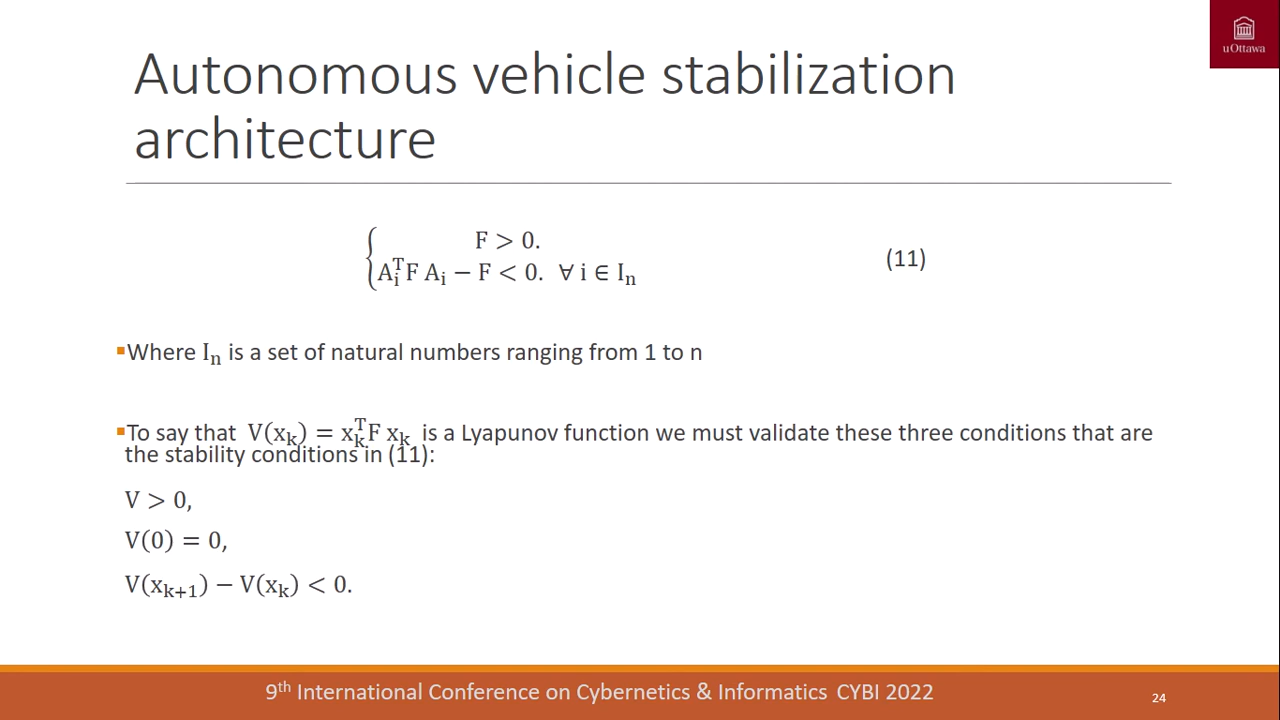 uOttawa
Autonomous vehicle stabilization
architecture
F > 0.
AᵢᵀF Aᵢ − F < 0. ∀ i ∈ Iₙ
(11)
▪Where Iₙ is a set of natural numbers ranging from 1 to n
▪To say that V(xₖ) = xₖᵀF xₖ is a Lyapunov function we must validate these three conditions that are
the stability conditions in (11):
V > 0,
V(0) = 0,
V(xₖ₊₁) − V(xₖ) < 0.
9th International Conference on Cybernetics & Informatics CYBI 2022
24